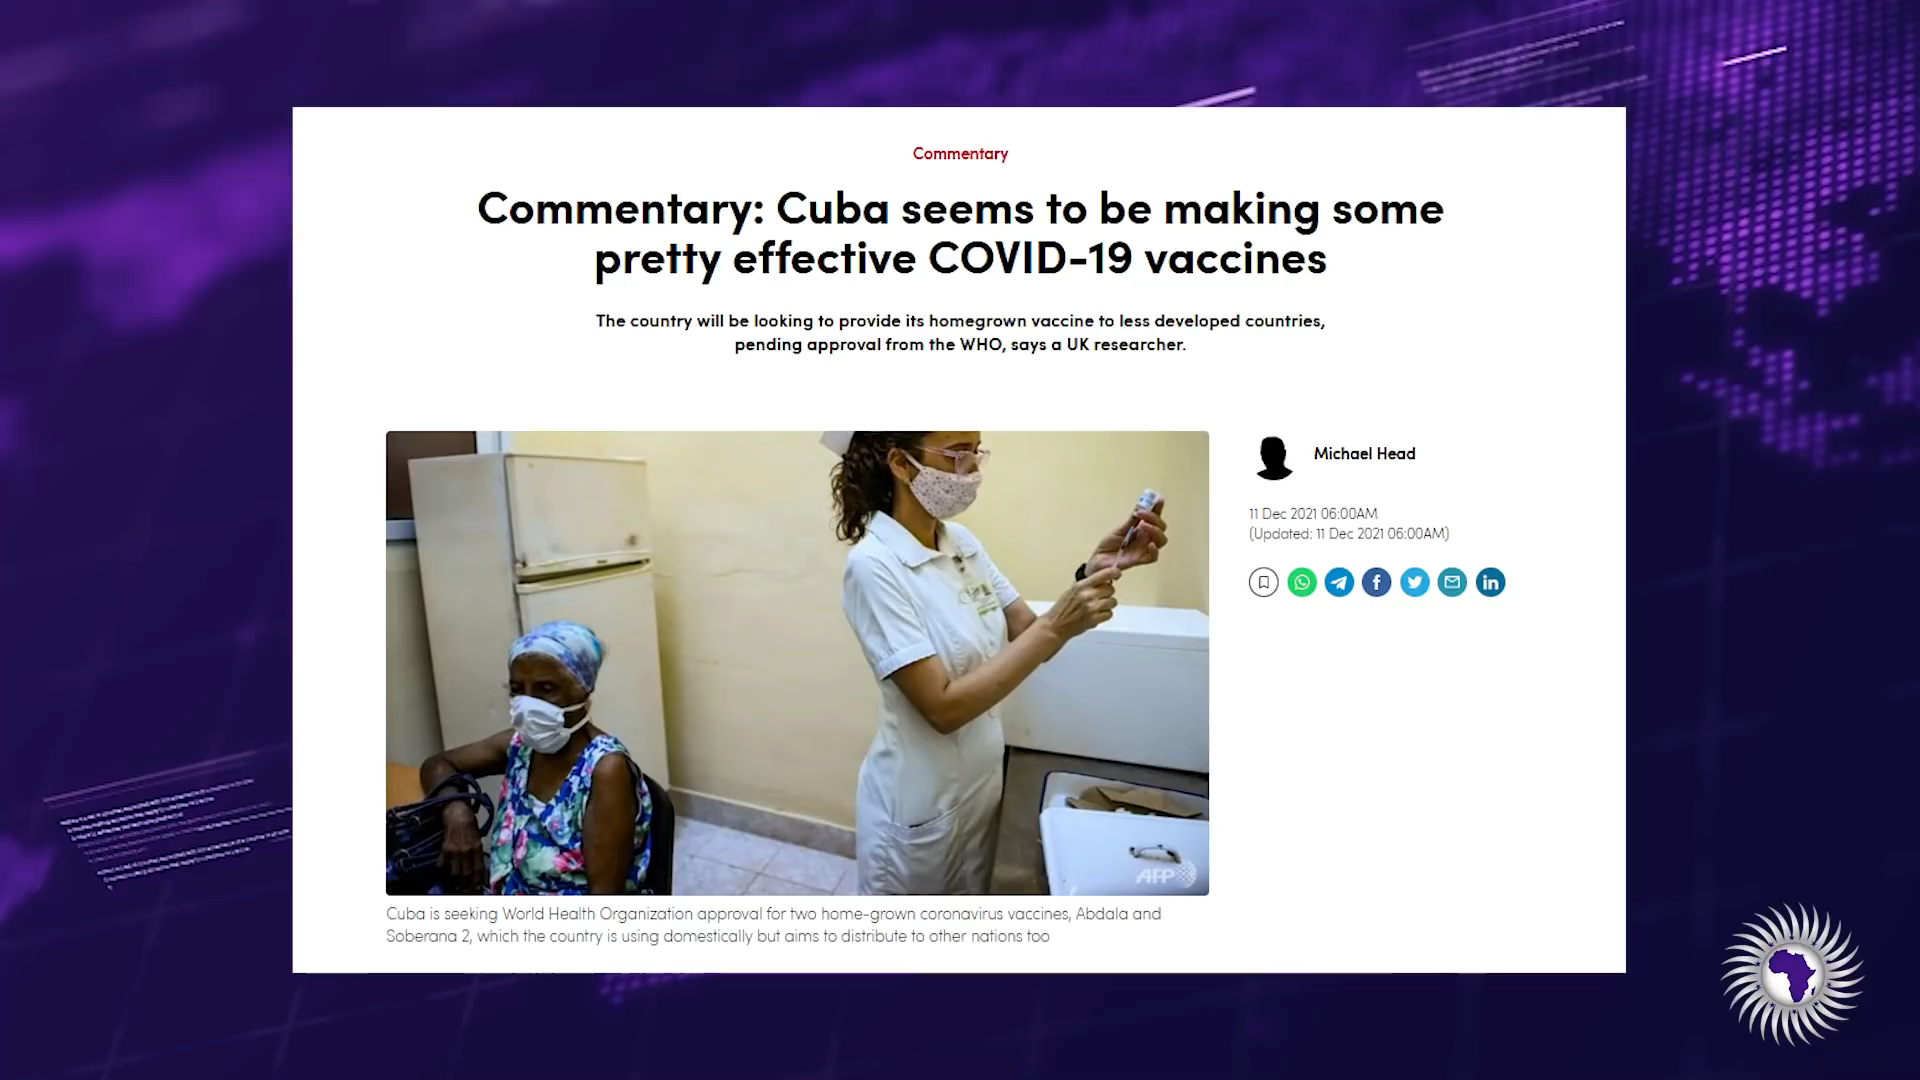 Commentary
Commentary: Cuba seems to be making some
pretty effective COVID-19 vaccines
The country will be looking to provide its homegrown vaccine to less developed countries,
pending approval from the WHO, says a UK researcher.
Michael Head
11 Dec 2021 06:00AM
(Updated: 11 Dec 2021 06:00AM)
AFP
Cuba is seeking World Health Organization approval for two home-grown coronavirus vaccines, Abdala and
Soberana 2, which the country is using domestically but aims to distribute to other nations too